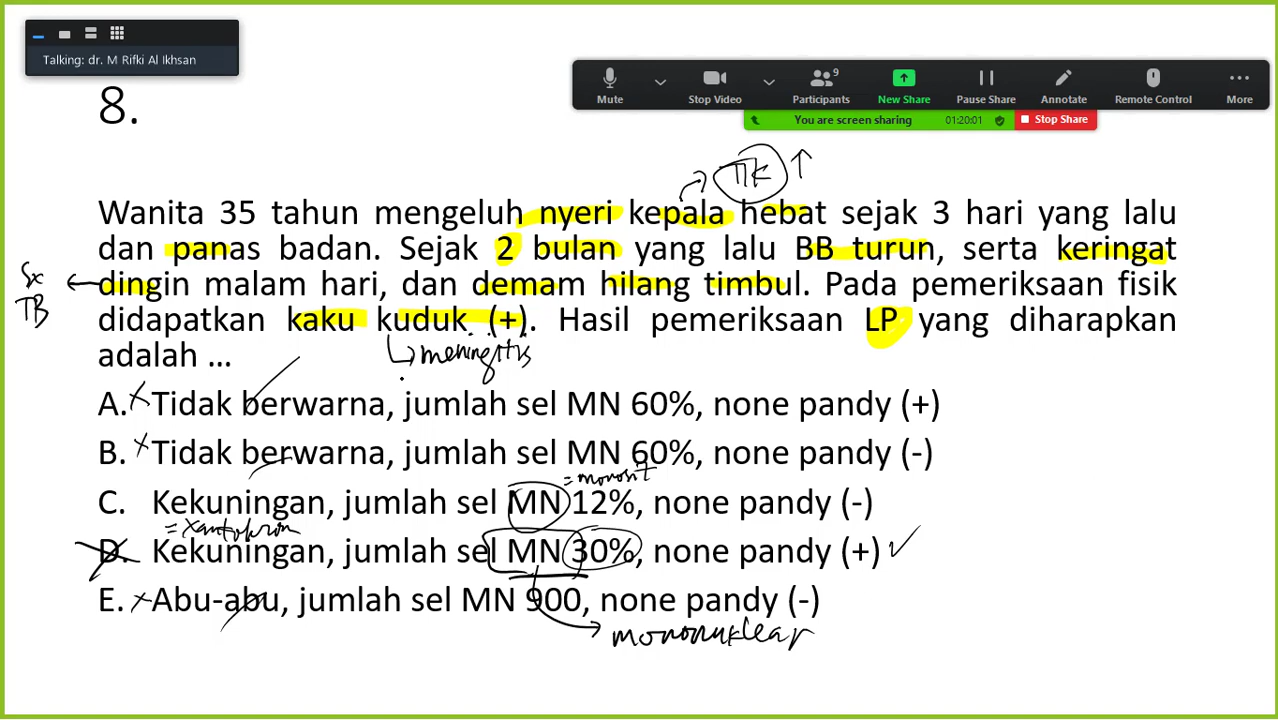 Talking: dr. M Rifki Al Ikhsan
Mute
Stop Video
9
Participants
New Share
Pause Share
Annotate
Remote Control
More
You are screen sharing
01:20:01
Stop Share
8.
TIK ↑
Wanita 35 tahun mengeluh nyeri kepala hebat sejak 3 hari yang lalu
dan panas badan. Sejak 2 bulan yang lalu BB turun, serta keringat
dingin malam hari, dan demam hilang timbul. Pada pemeriksaan fisik
Sx
TB
didapatkan kaku kuduk (+). Hasil pemeriksaan LP yang diharapkan
adalah ...
meningitis
A. Tidak berwarna, jumlah sel MN 60%, none pandy (+)
B. Tidak berwarna, jumlah sel MN 60%, none pandy (-)
= monosit
C. Kekuningan, jumlah sel MN 12%, none pandy (-)
= xantokrom
D. Kekuningan, jumlah sel MN 30%, none pandy (+)
E. Abu-abu, jumlah sel MN 900, none pandy (-)
mononuklear